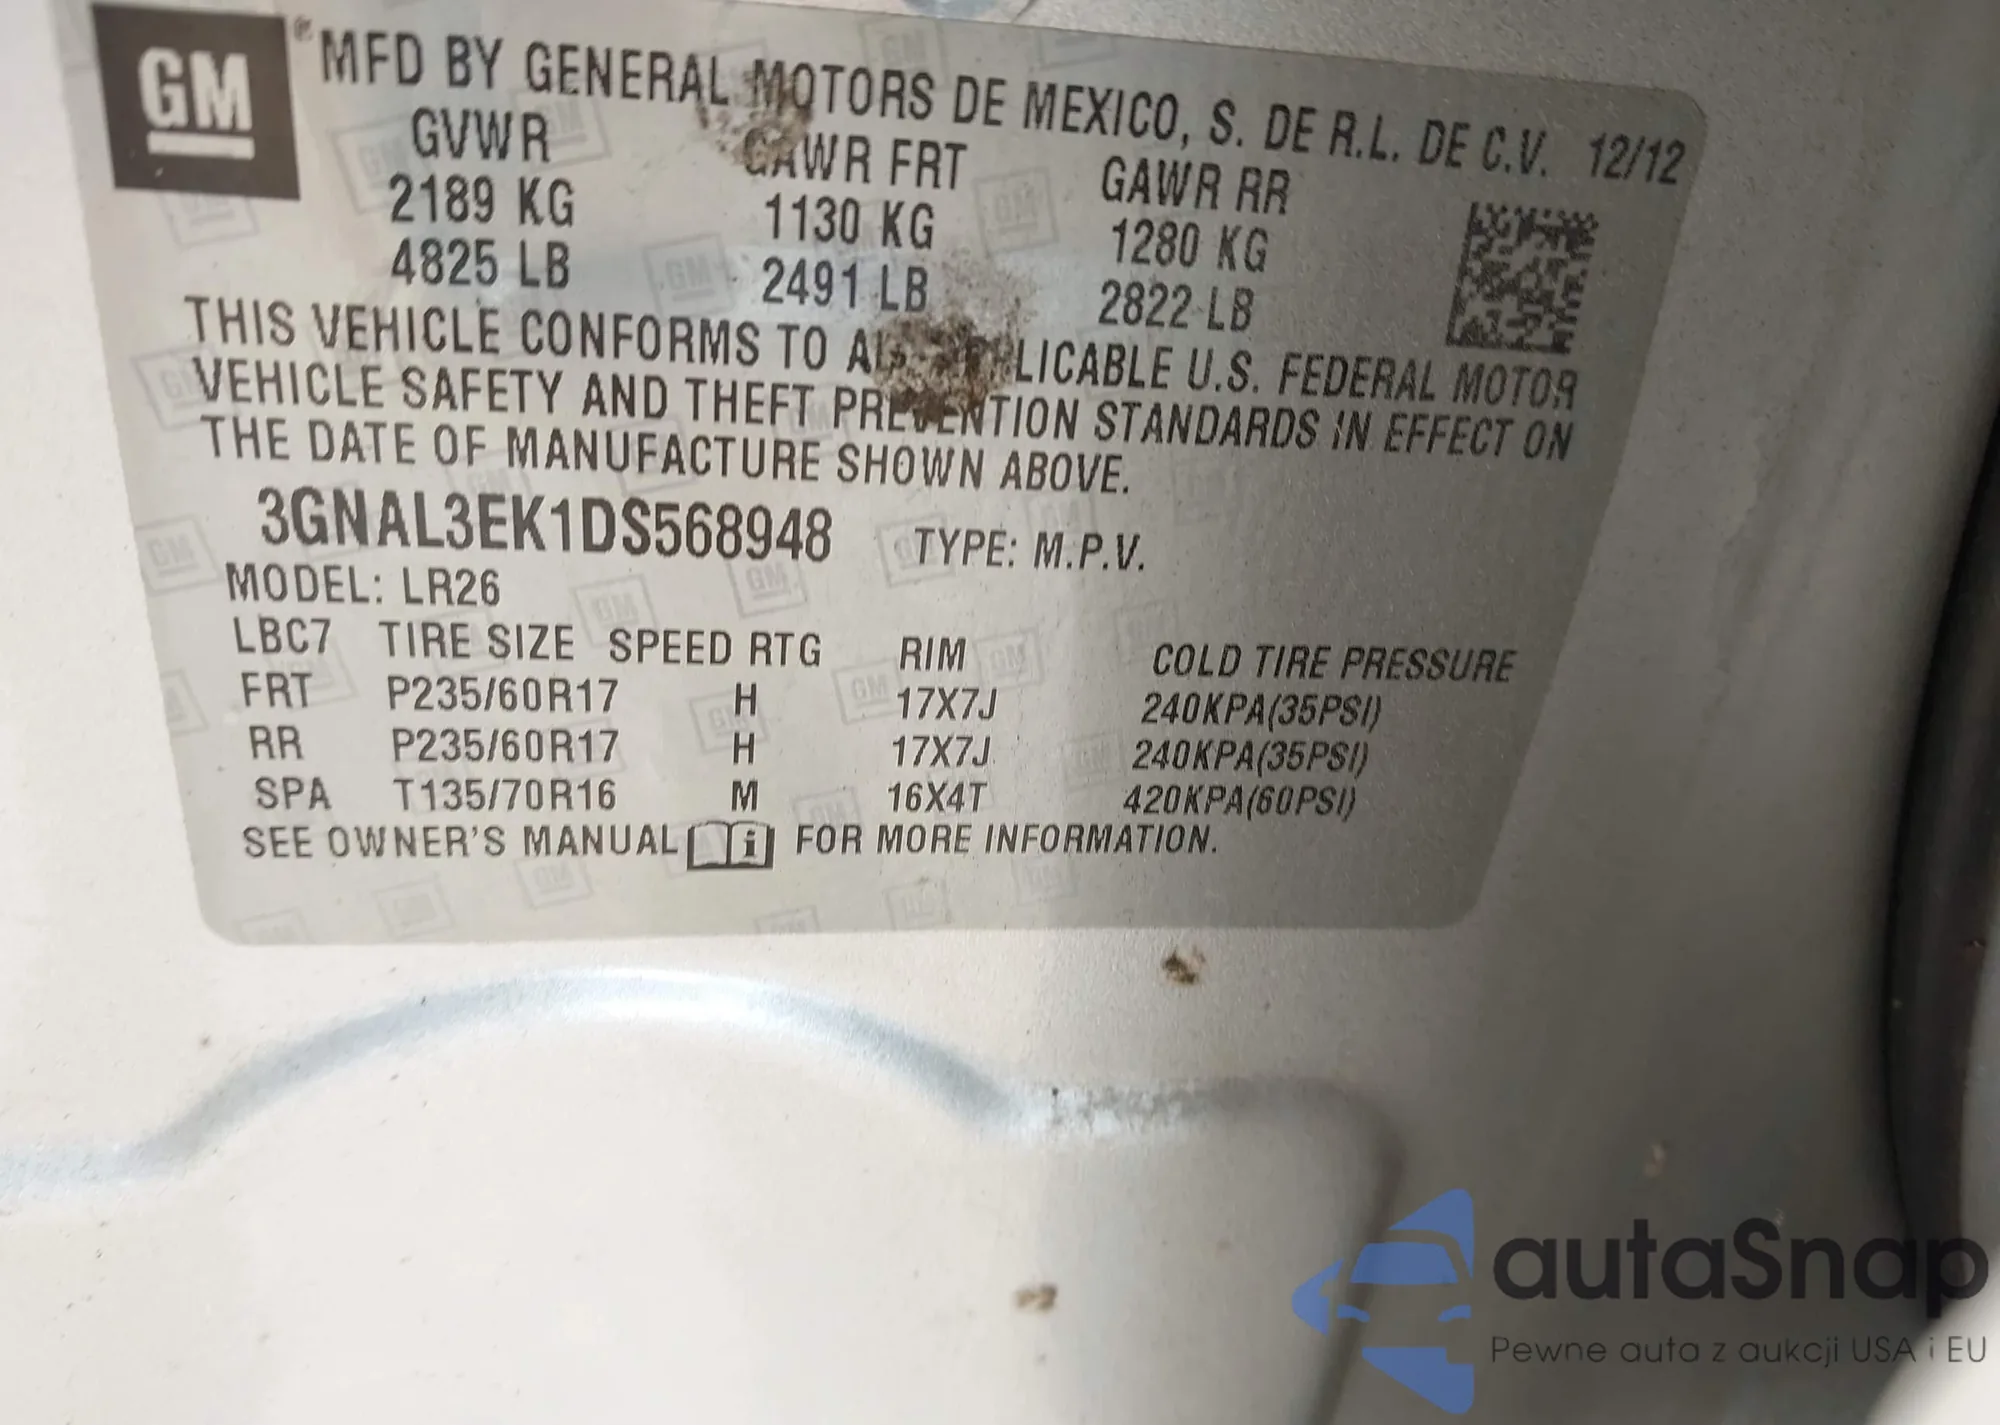 GM
® MFD BY GENERAL MOTORS DE MEXICO, S. DE R.L. DE C.V. 12/12
GVWR GAWR FRT GAWR RR
2189 KG 1130 KG 1280 KG
4825 LB 2491 LB 2822 LB
THIS VEHICLE CONFORMS TO U.S. FEDERAL MOTOR
VEHICLE SAFETY AND THEFT PREVENTION STANDARDS IN EFFECT ON
THE DATE OF MANUFACTURE SHOWN ABOVE.
3GNAL3EK1DS568948 TYPE: M.P.V.
MODEL: LR26
LBC7 TIRE SIZE SPEED RTG RIM COLD TIRE PRESSURE
FRT P235/60R17 H 17X7J 240KPA(35PSI)
RR P235/60R17 H 17X7J 240KPA(35PSI)
SPA T135/70R16 M 16X4T 420KPA(60PSI)
SEE OWNER'S MANUAL i FOR MORE INFORMATION.
autaSnap
Pewne auta z aukcji USA i EU